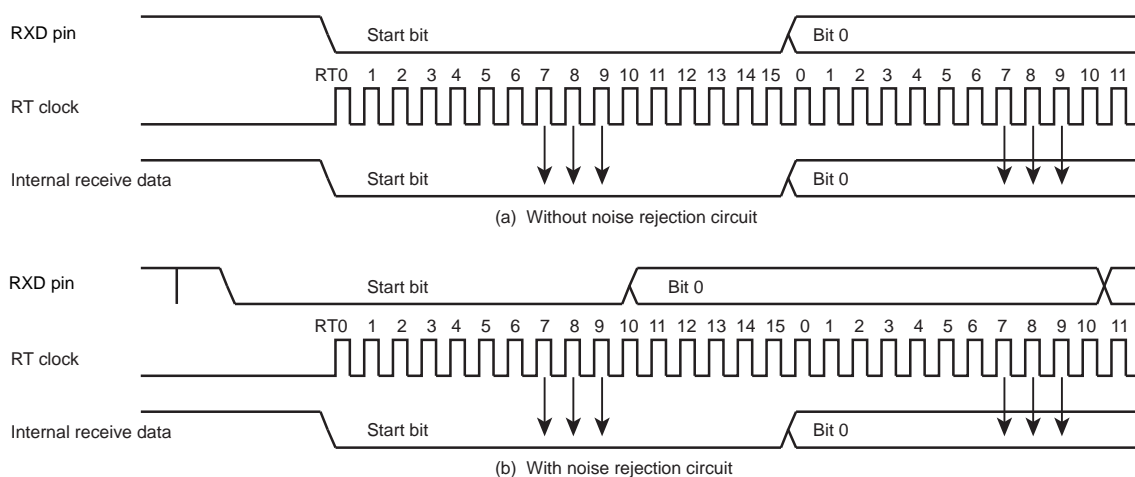 RXD pin
Start bit
Bit 0
RT0 1 2 3 4 5 6 7 8 9 10 11 12 13 14 15 0 1 2 3 4 5 6 7 8 9 10 11
RT clock
Internal receive data
Start bit
Bit 0
(a) Without noise rejection circuit
RXD pin
Start bit
Bit 0
RT0 1 2 3 4 5 6 7 8 9 10 11 12 13 14 15 0 1 2 3 4 5 6 7 8 9 10 11
RT clock
Internal receive data
Start bit
Bit 0
(b) With noise rejection circuit